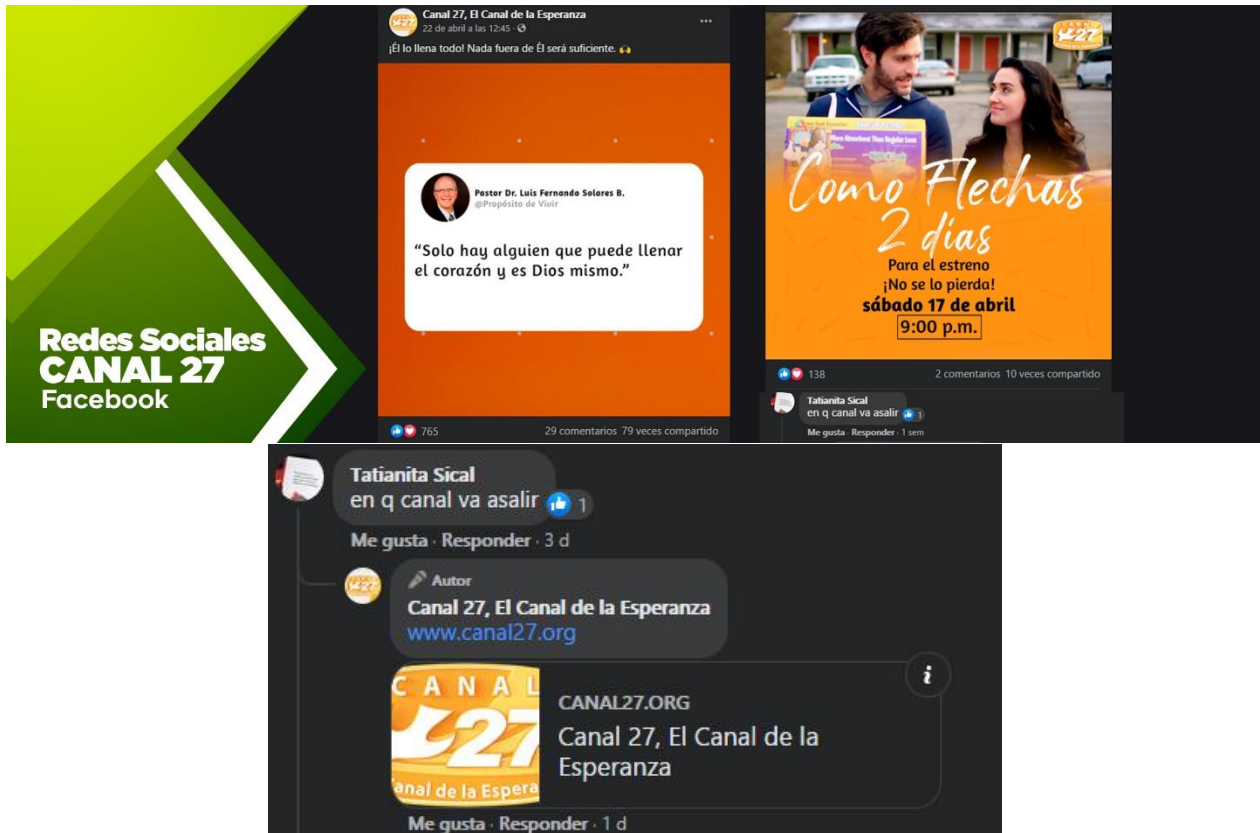 Redes Sociales
CANAL 27
Facebook
Canal 27, El Canal de la Esperanza
22 de abril a las 12:45 ·
¡Él lo llena todo! Nada fuera de Él será suficiente.
Pastor Dr. Luis Fernando Solares B.
@Propósito de Vivir
“Solo hay alguien que puede llenar
el corazón y es Dios mismo.”
765
29 comentarios 79 veces compartido
CANAL
27
Como Flechas
2 días
Para el estreno
¡No se lo pierda!
sábado 17 de abril
9:00 p.m.
138
2 comentarios 10 veces compartido
Tatianita Sical
en q canal va asalir 1
Me gusta · Responder · 1 sem
Tatianita Sical
en q canal va asalir 1
Me gusta · Responder · 3 d
Autor
Canal 27, El Canal de la Esperanza
www.canal27.org
CANAL
27
anal de la Espera
CANAL27.ORG
Canal 27, El Canal de la
Esperanza
Me gusta · Responder · 1 d